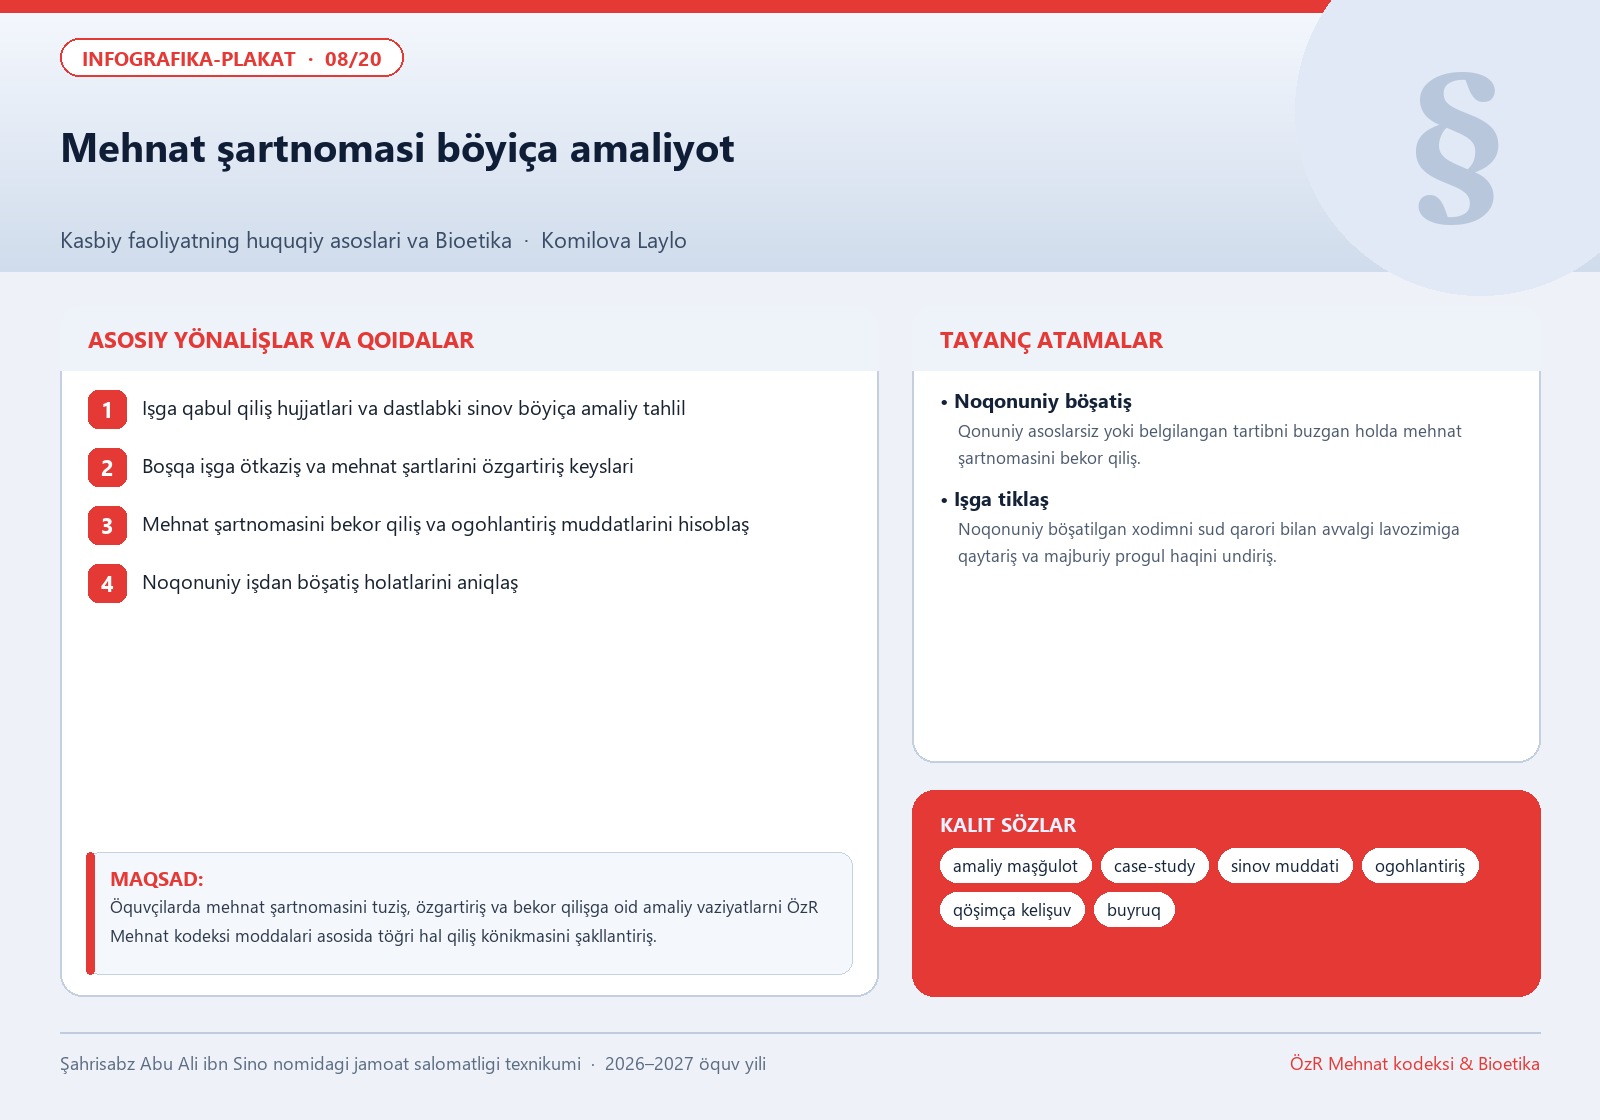 INFOGRAFIKA-PLAKAT · 08/20
§
Mehnat şartnomasi böyiça amaliyot
Kasbiy faoliyatning huquqiy asoslari va Bioetika · Komilova Laylo
ASOSIY YÖNALİŞLAR VA QOIDALAR
1 Işga qabul qiliş hujjatlari va dastlabki sinov böyiça amaliy tahlil
2 Boşqa işga ötkaziş va mehnat şartlarini özgartiriş keyslari
3 Mehnat şartnomasini bekor qiliş va ogohlantiriş muddatlarini hisoblaş
4 Noqonuniy işdan böşatiş holatlarini aniqlaş
MAQSAD:
Öquvçilarda mehnat şartnomasini tuziş, özgartiriş va bekor qilişga oid amaliy vaziyatlarni ÖzR
Mehnat kodeksi moddalari asosida töğri hal qiliş könikmasini şakllantiriş.
TAYANÇ ATAMALAR
• Noqonuniy böşatiş
Qonuniy asoslarsiz yoki belgilangan tartibni buzgan holda mehnat
şartnomasini bekor qiliş.
• Işga tiklaş
Noqonuniy böşatilgan xodimni sud qarori bilan avvalgi lavozimiga
qaytariş va majburiy progul haqini undiriş.
KALIT SÖZLAR
amaliy maşğulot case-study sinov muddati ogohlantiriş
qöşimça kelişuv buyruq
Şahrisabz Abu Ali ibn Sino nomidagi jamoat salomatligi texnikumi · 2026–2027 öquv yili
ÖzR Mehnat kodeksi & Bioetika